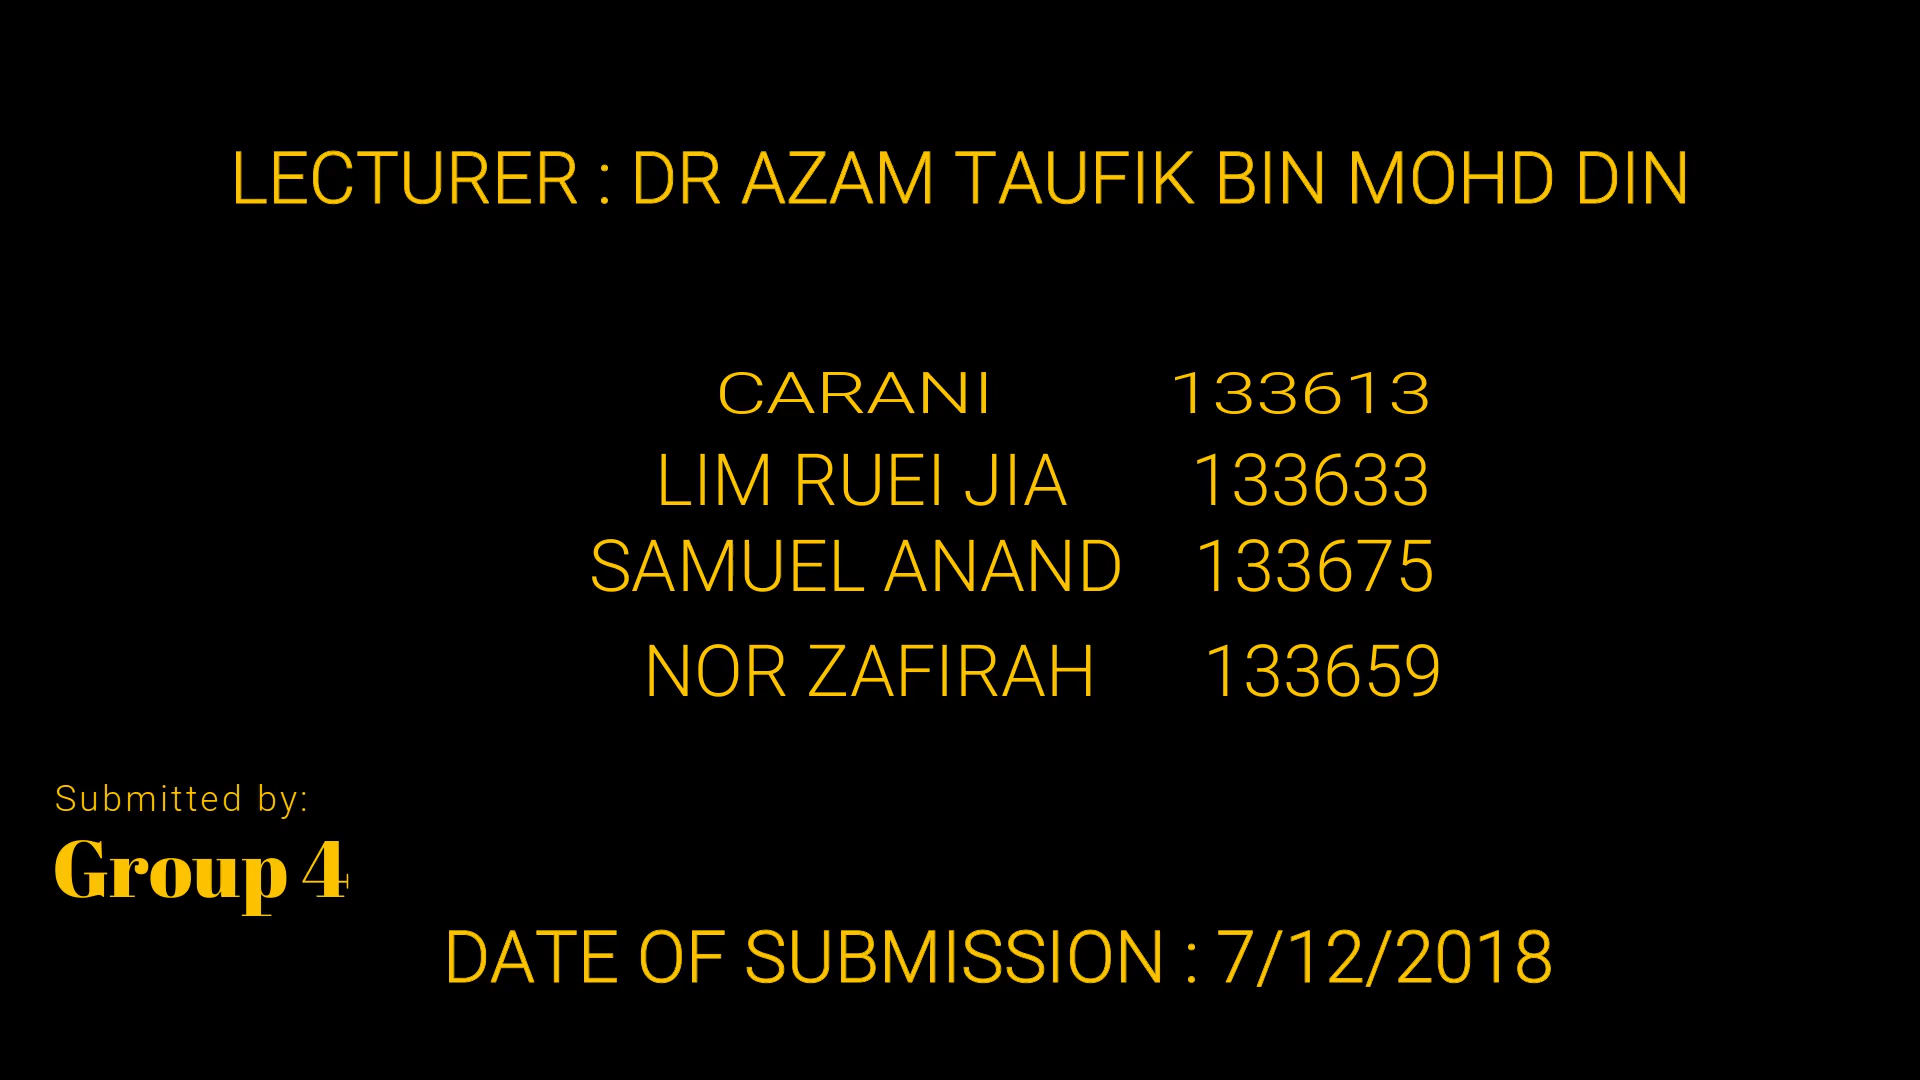 LECTURER : DR AZAM TAUFIK BIN MOHD DIN
CARANI 133613
LIM RUEI JIA 133633
SAMUEL ANAND 133675
NOR ZAFIRAH 133659
Submitted by:
Group 4
DATE OF SUBMISSION : 7/12/2018